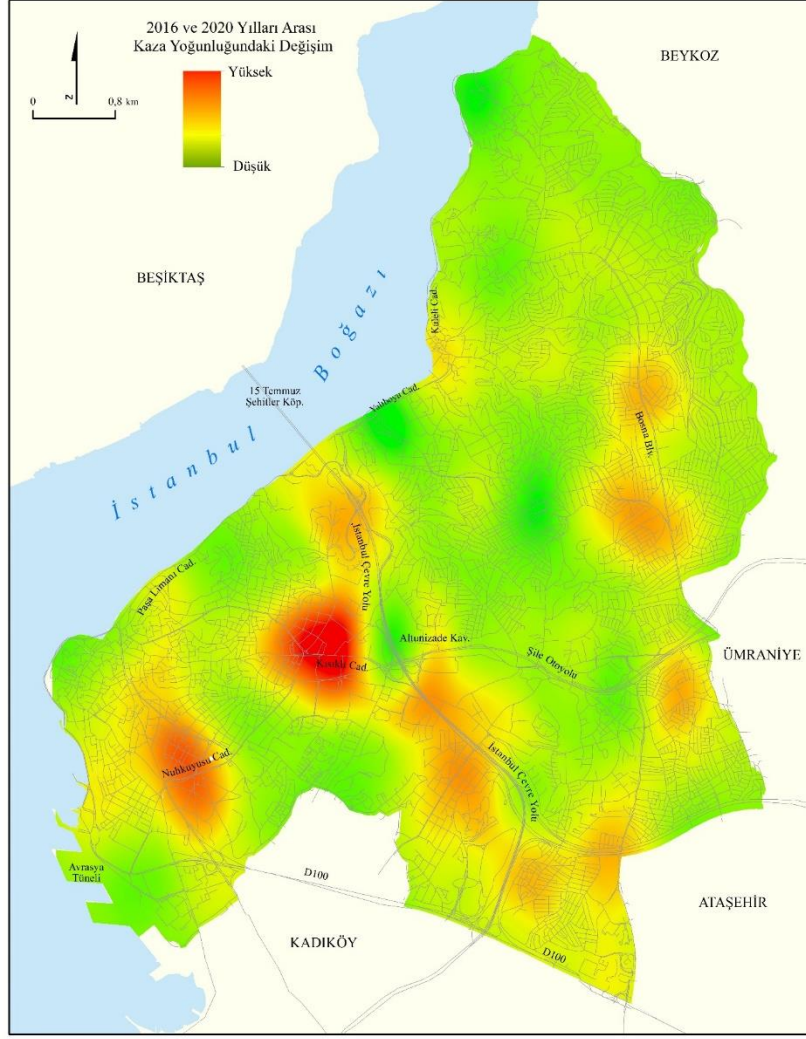 2016 ve 2020 Yılları Arası
Kaza Yoğunluğundaki Değişim
Yüksek
Düşük
N
0
0,8 km
BEYKOZ
BEŞİKTAŞ
İstanbul Boğazı
Kuleli Cad.
15 Temmuz
Şehitler Köp.
Yalıboyu Cad.
Bosna Blv.
İstanbul Çevre Yolu
Paşa Limanı Cad.
Altunizade Kav.
Kısıklı Cad.
Şile Otoyolu
ÜMRANİYE
Nuhkuyusu Cad.
İstanbul Çevre Yolu
Avrasya
Tüneli
D100
ATAŞEHİR
KADIKÖY
D100